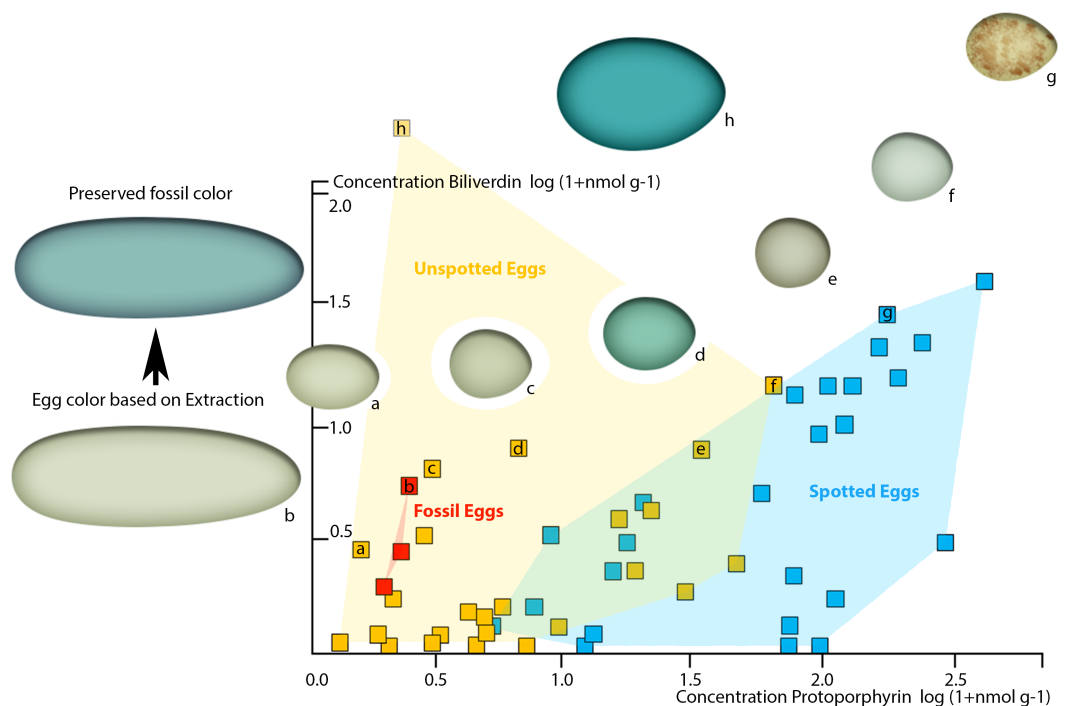 g
h
h
f
Preserved fossil color
Concentration Biliverdin log (1+nmol g-1)
2.0
Unspotted Eggs
e
1.5
g
d
a
c
f
Egg color based on Extraction
1.0
d
e
c
b
Spotted Eggs
Fossil Eggs
b
0.5
a
0.0 0.5 1.0 1.5 2.0 2.5
Concentration Protoporphyrin log (1+nmol g-1)